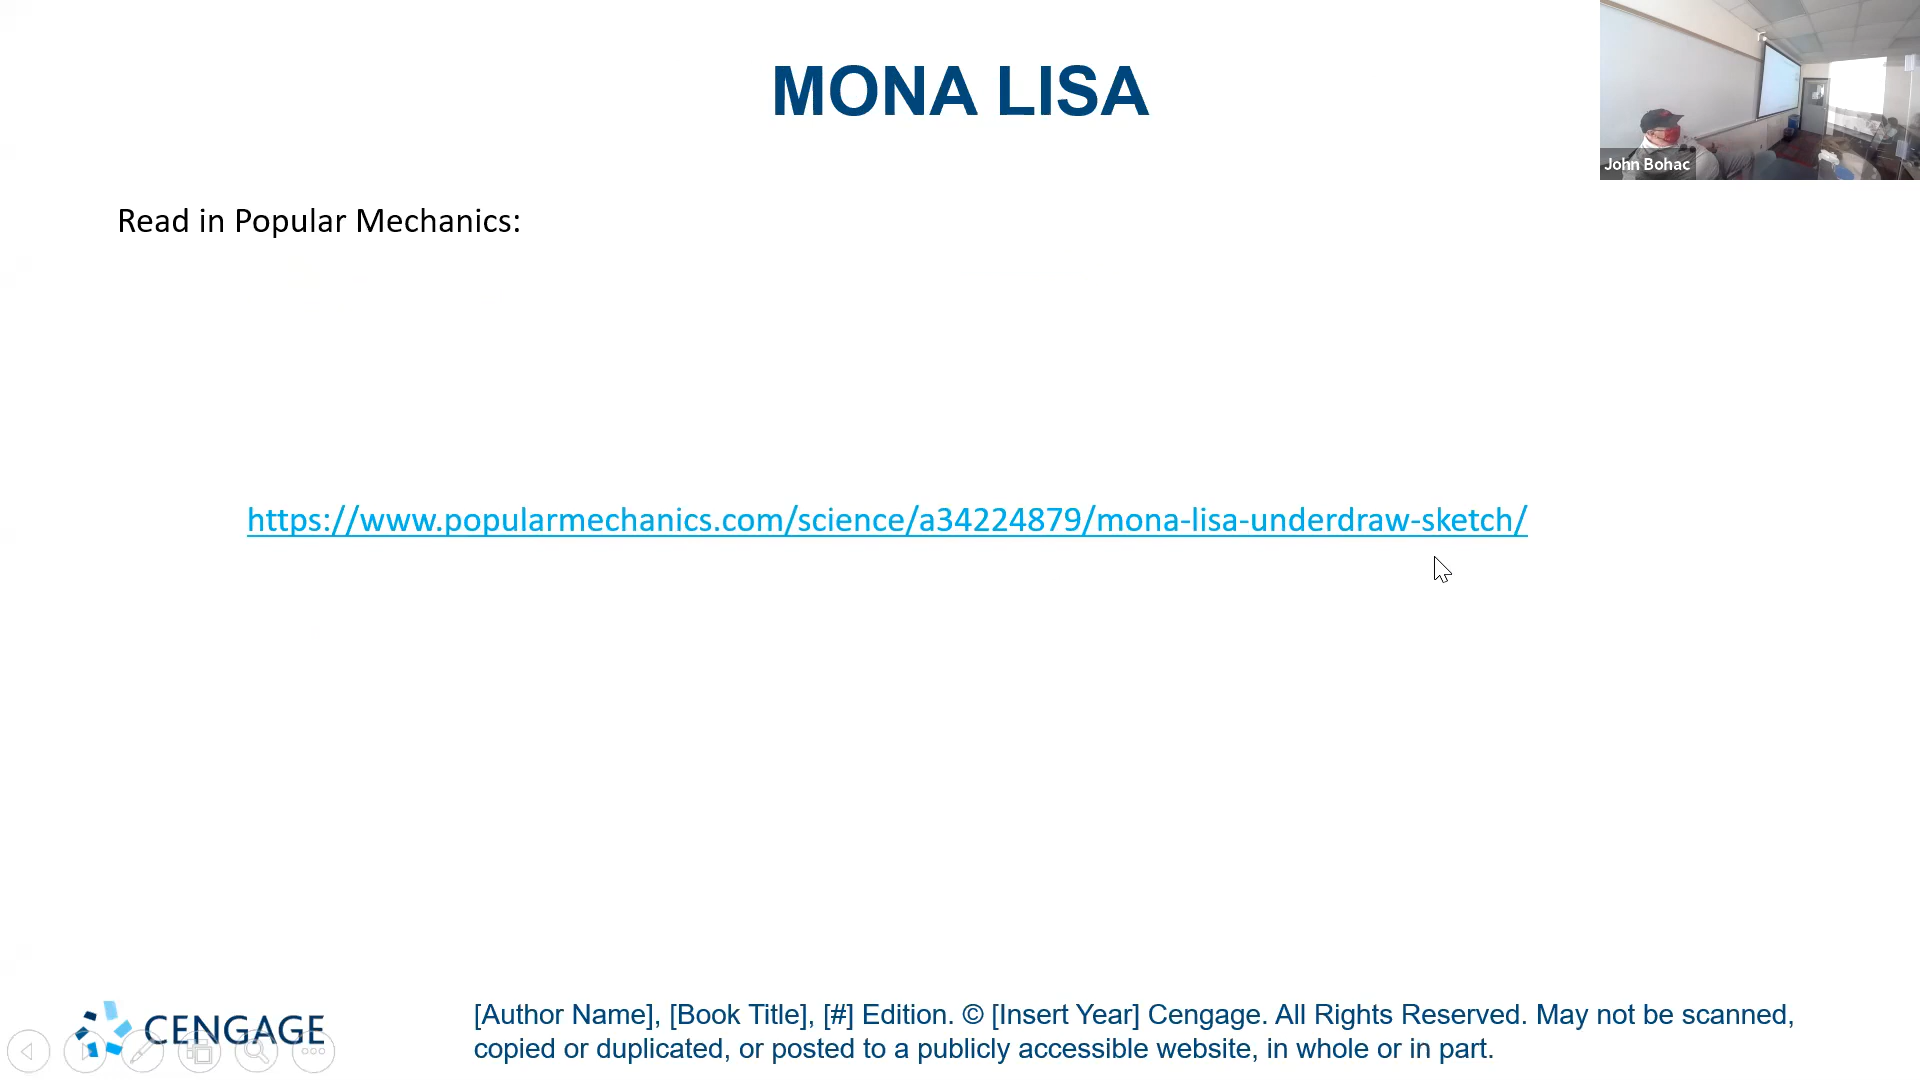 MONA LISA
John Bohac
Read in Popular Mechanics:
https://www.popularmechanics.com/science/a34224879/mona-lisa-underdraw-sketch/
CENGAGE
[Author Name], [Book Title], [#] Edition. © [Insert Year] Cengage. All Rights Reserved. May not be scanned,
copied or duplicated, or posted to a publicly accessible website, in whole or in part.